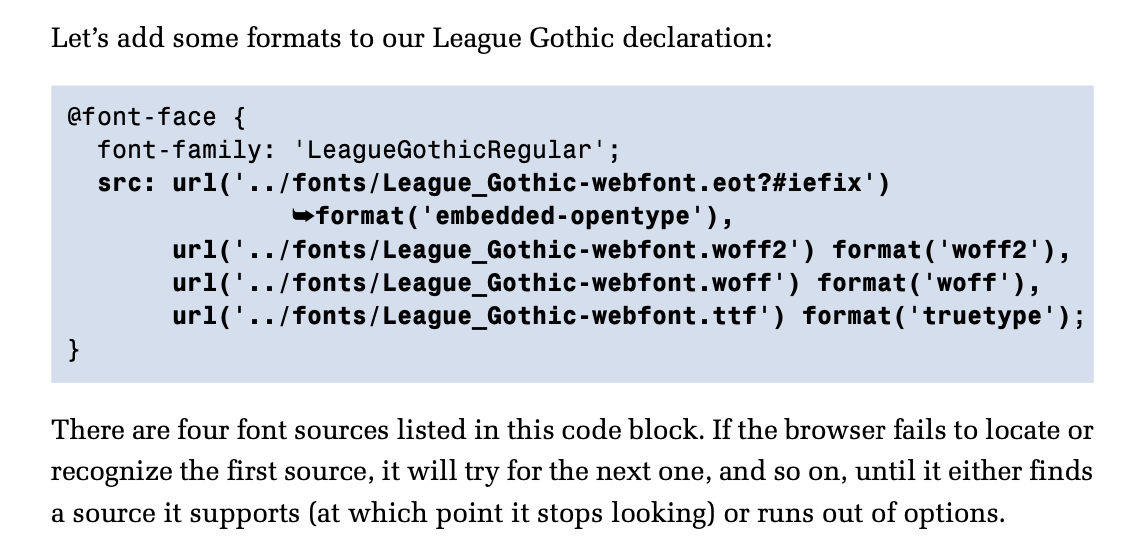 Let’s add some formats to our League Gothic declaration:
@font-face {
  font-family: 'LeagueGothicRegular';
  src: url('../fonts/League_Gothic-webfont.eot?#iefix')
               ➥format('embedded-opentype'),
       url('../fonts/League_Gothic-webfont.woff2') format('woff2'),
       url('../fonts/League_Gothic-webfont.woff') format('woff'),
       url('../fonts/League_Gothic-webfont.ttf') format('truetype');
}
There are four font sources listed in this code block. If the browser fails to locate or
recognize the first source, it will try for the next one, and so on, until it either finds
a source it supports (at which point it stops looking) or runs out of options.